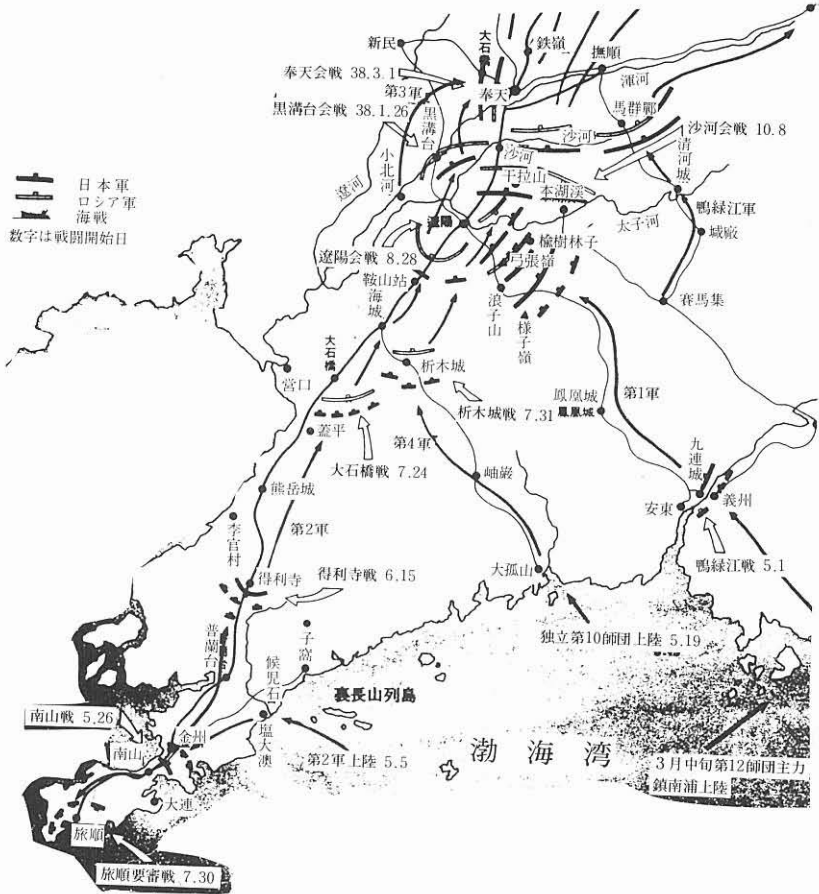 新民
大石橋
鉄嶺
撫順
奉天会戦 38.3.1
奉天
渾河
第3軍
馬群鄲
黒溝台会戦 38.1.26
黒溝台
沙河
沙河会戦 10.8
沙河
小北河
遼河
干拉山
本湖渓
清河城
日本軍
ロシア軍
海戦
数字は戦闘開始日
遼陽
太子河
鴨緑江軍
城厰
楡樹林子
遼陽会戦 8.28
弓張嶺
鞍山站
海城
浪子山
様子嶺
賽馬集
大石橋
営口
析木城
鳳凰城
鳳凰城
第1軍
析木城戦 7.31
蓋平
大石橋戦 7.24
第4軍
岫巌
九連城
安東
義州
熊岳城
李官村
第2軍
鴨緑江戦 5.1
得利寺
得利寺戦 6.15
大孤山
独立第10師団上陸 5.19
普蘭台
子窩
候児石
裏長山列島
南山戦 5.26
金州
南山
塩大澳
第2軍上陸 5.5
渤海湾
3月中旬第12師団主力
鎮南浦上陸
大連
旅順
旅順要審戦 7.30